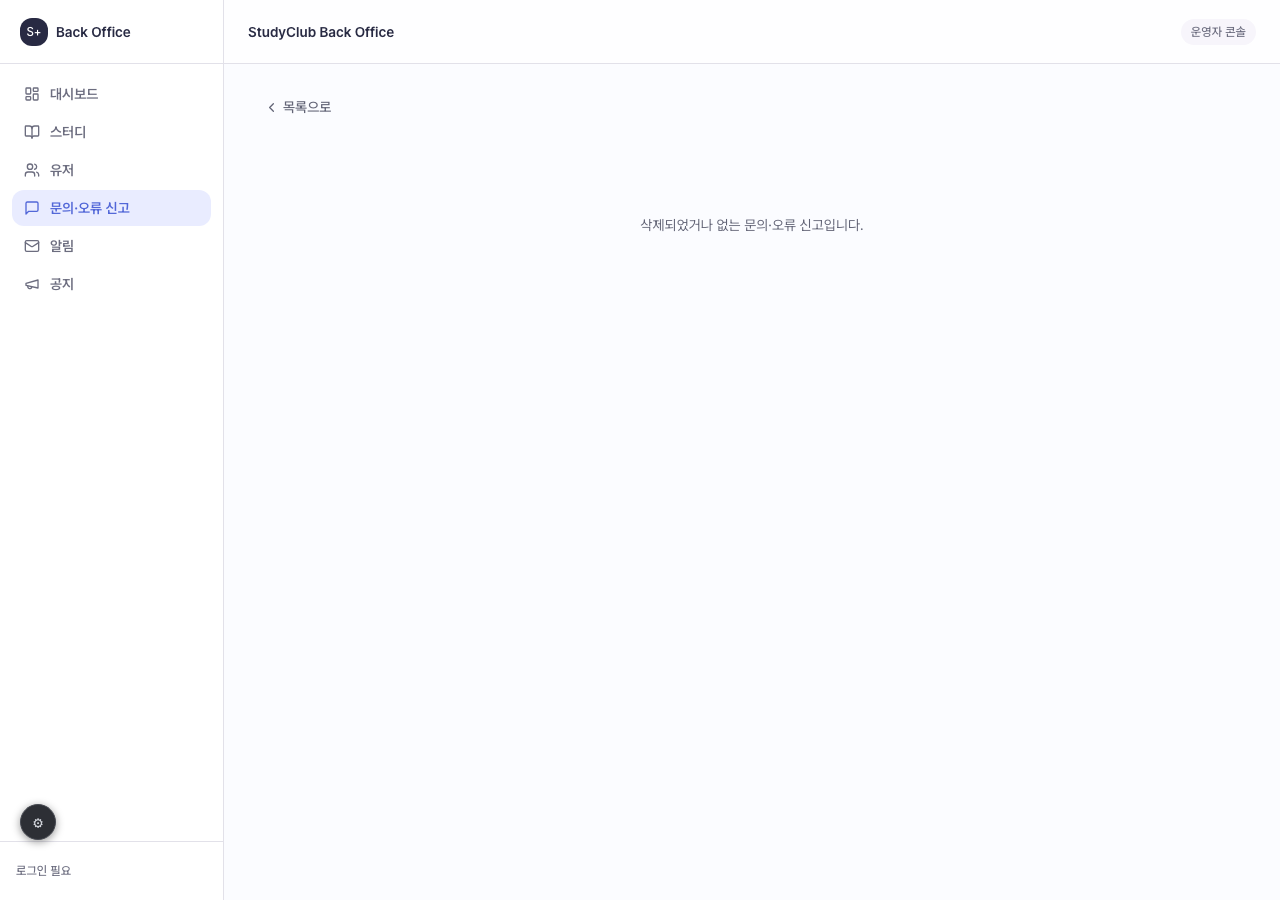 S+ Back Office
StudyClub Back Office
운영자 콘솔
대시보드
스터디
유저
문의·오류 신고
알림
공지
목록으로
삭제되었거나 없는 문의·오류 신고입니다.
로그인 필요